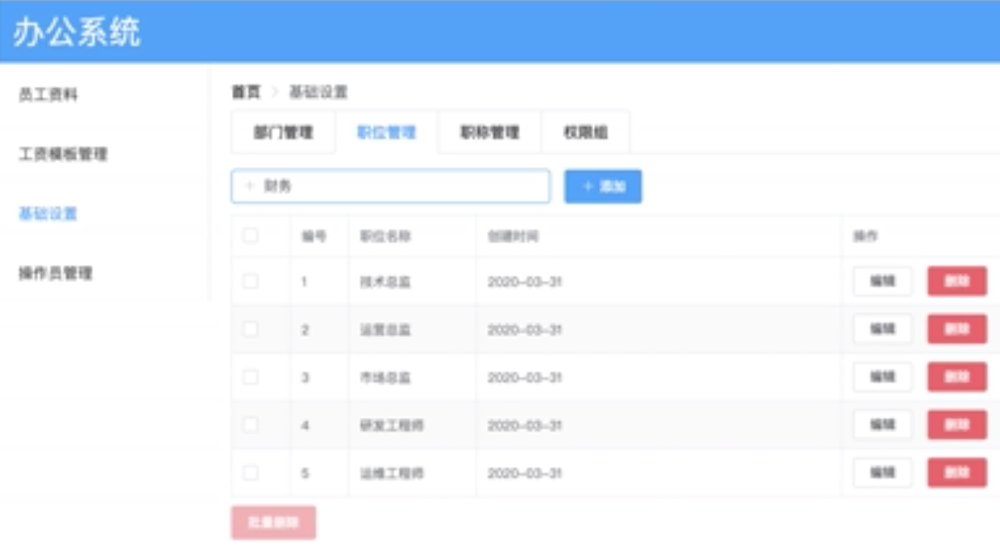 办公系统
员工资料
工资模板管理
基础设置
操作员管理
首页 > 基础设置
部门管理 职位管理 职称管理 权限组
+ 财务 + 添加
编号 职位名称 创建时间 操作
1 技术总监 2020-03-31 编辑 删除
2 运营总监 2020-03-31 编辑 删除
3 市场总监 2020-03-31 编辑 删除
4 研发工程师 2020-03-31 编辑 删除
5 运维工程师 2020-03-31 编辑 删除
批量删除